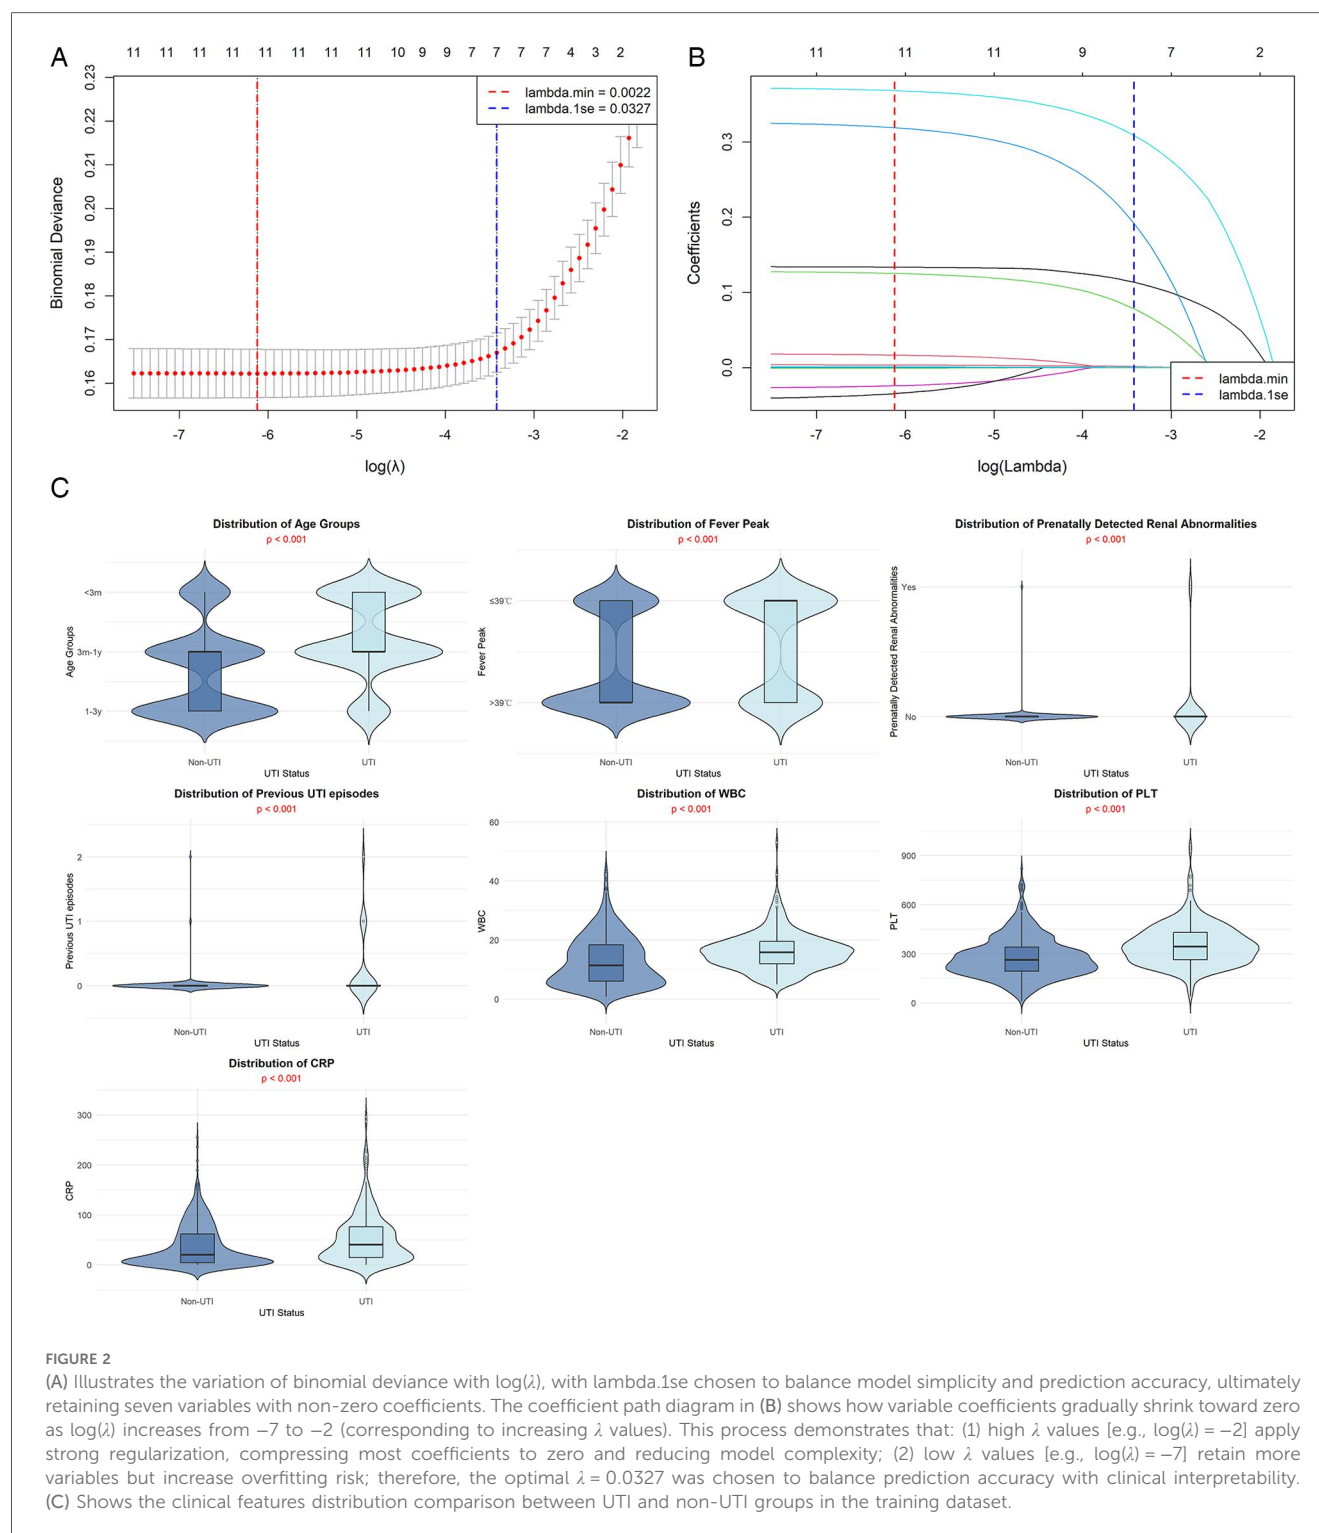 A
11 11 11 11 11 11 11 11 10 9 9 7 7 7 7 4 3 2
lambda.min = 0.0022
lambda.1se = 0.0327
Binomial Deviance
0.23
0.22
0.21
0.20
0.19
0.18
0.17
0.16
-7 -6 -5 -4 -3 -2
log(λ)
B
11 11 11 9 7 2
Coefficients
0.3
0.2
0.1
0.0
lambda.min
lambda.1se
-7 -6 -5 -4 -3 -2
log(Lambda)
C
Distribution of Age Groups
p < 0.001
Age Groups
<3m
3m-1y
1-3y
Non-UTI UTI
UTI Status
Distribution of Fever Peak
p < 0.001
Fever Peak
≤39℃
>39℃
Non-UTI UTI
UTI Status
Distribution of Prenatally Detected Renal Abnormalities
p < 0.001
Prenatally Detected Renal Abnormalities
Yes
No
Non-UTI UTI
UTI Status
Distribution of Previous UTI episodes
p < 0.001
Previous UTI episodes
2
1
0
Non-UTI UTI
UTI Status
Distribution of WBC
p < 0.001
WBC
60
40
20
0
Non-UTI UTI
UTI Status
Distribution of PLT
p < 0.001
PLT
900
600
300
0
Non-UTI UTI
UTI Status
Distribution of CRP
p < 0.001
CRP
300
200
100
0
Non-UTI UTI
UTI Status
FIGURE 2
(A) Illustrates the variation of binomial deviance with log(λ), with lambda.1se chosen to balance model simplicity and prediction accuracy, ultimately
retaining seven variables with non-zero coefficients. The coefficient path diagram in (B) shows how variable coefficients gradually shrink toward zero
as log(λ) increases from −7 to −2 (corresponding to increasing λ values). This process demonstrates that: (1) high λ values [e.g., log(λ) = −2] apply
strong regularization, compressing most coefficients to zero and reducing model complexity; (2) low λ values [e.g., log(λ) = −7] retain more
variables but increase overfitting risk; therefore, the optimal λ = 0.0327 was chosen to balance prediction accuracy with clinical interpretability.
(C) Shows the clinical features distribution comparison between UTI and non-UTI groups in the training dataset.